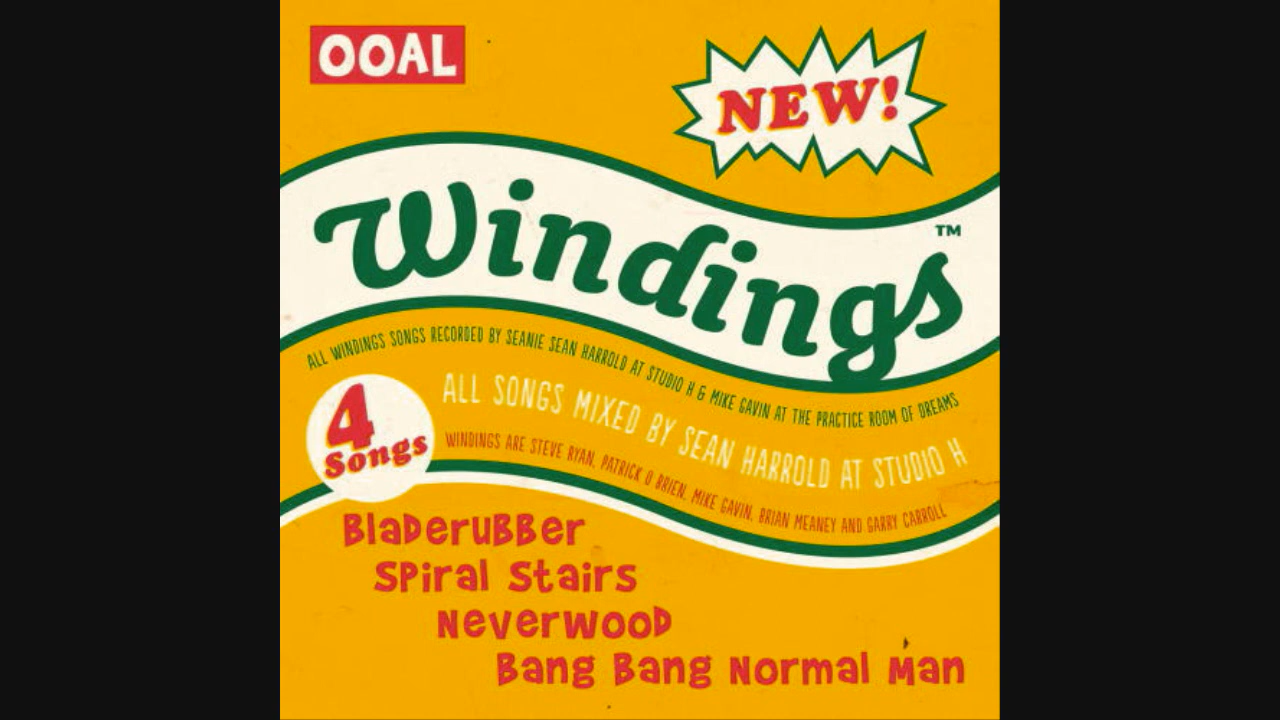 OOAL
NEW!
Windings™
ALL WINDINGS SONGS RECORDED BY SEANIE SEAN HARROLD AT STUDIO H & MIKE GAVIN AT THE PRACTICE ROOM OF DREAMS
4
Songs
ALL SONGS MIXED BY SEAN HARROLD AT STUDIO H
WINDINGS ARE STEVE RYAN, PATRICK O BRIEN, MIKE GAVIN, BRIAN MEANEY AND GARRY CARROLL
Bladerubber
Spiral Stairs
Neverwood
Bang Bang Normal Man